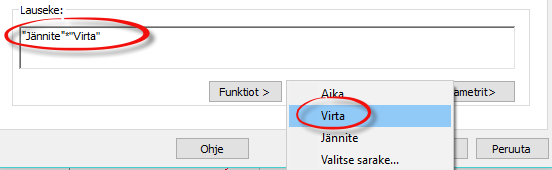 Lauseke:
"Jännite"*"Virta"
Funktiot >
ametrit>
Aika
Virta
Jännite
Valitse sarake...
Ohje
Peruuta